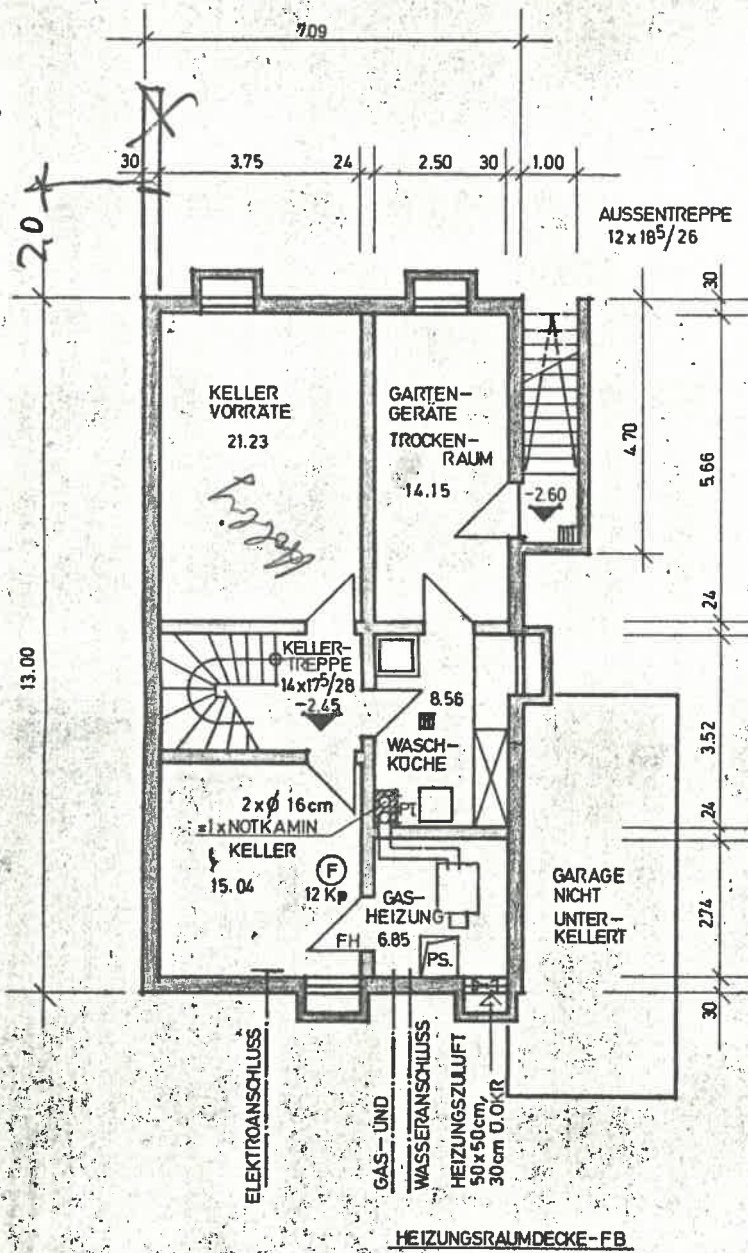 7.09
30
3.75
24
2.50
30
1.00
2,0
AUSSENTREPPE
12 x 18⁵/26
30
KELLER
VORRÄTE
21.23
Hobby
GARTEN-
GERÄTE
TROCKEN-
RAUM
14.15
-2.60
4.70
5.66
24
13.00
KELLER-
TREPPE
14x17⁵/28
-2.45
8.56
WASCH-
KÜCHE
3.52
24
2 x Ø 16cm
=1xNOTKAMIN
PT.
KELLER
15.04
F
12 Kp
GAS-
HEIZUNG
6.85
FH
PS.
GARAGE
NICHT
UNTER-
KELLERT
2.74
30
ELEKTROANSCHLUSS
GAS-UND
WASSERANSCHLUSS
HEIZUNGSZULUFT
50 x 50cm,
30cm Ü.OKR
HEIZUNGSRAUMDECKE-FB